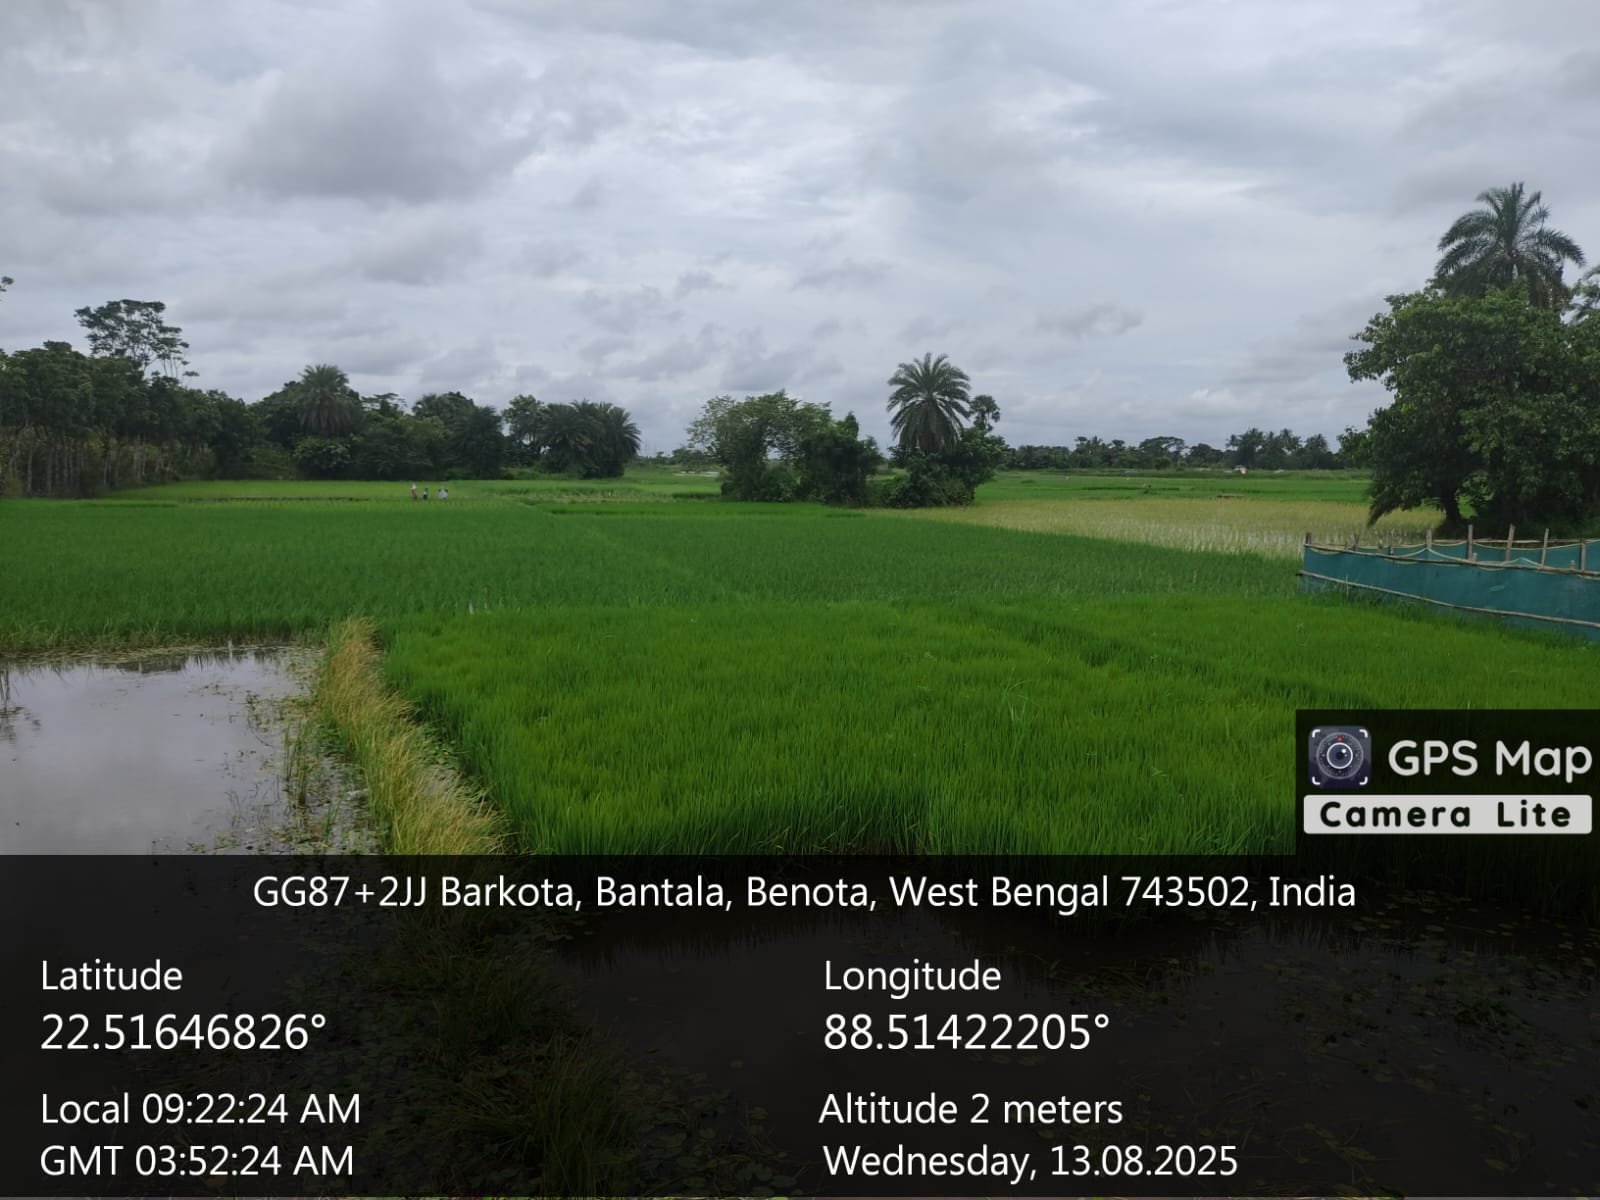 GPS Map
Camera Lite
GG87+2JJ Barkota, Bantala, Benota, West Bengal 743502, India
Latitude
22.51646826°
Longitude
88.51422205°
Local 09:22:24 AM
GMT 03:52:24 AM
Altitude 2 meters
Wednesday, 13.08.2025